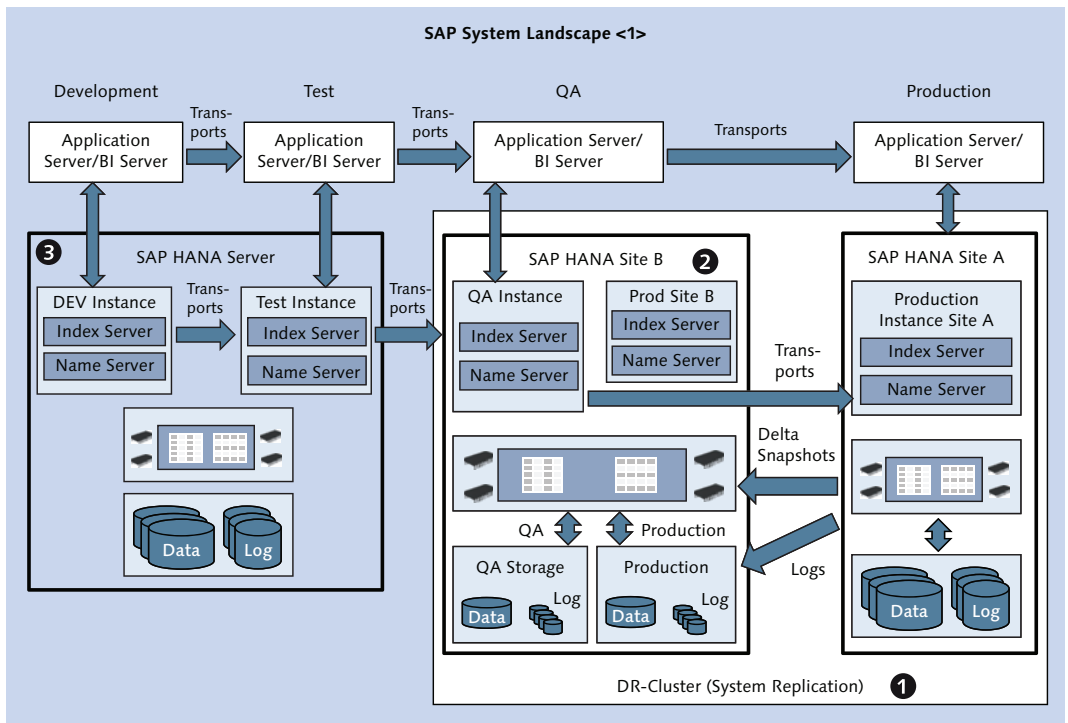 SAP System Landscape <1>
Development
Test
QA
Production
Trans-
ports
Trans-
ports
Transports
Application
Server/BI Server
Application
Server/BI Server
Application Server/
BI Server
Application Server/
BI Server
3
SAP HANA Server
DEV Instance
Index Server
Name Server
Trans-
ports
Test Instance
Index Server
Name Server
Trans-
ports
Data
Log
SAP HANA Site B
2
QA Instance
Index Server
Name Server
Prod Site B
Index Server
Name Server
QA
Production
QA Storage
Data
Log
Production
Data
Log
Trans-
ports
Delta
Snapshots
Logs
SAP HANA Site A
Production
Instance Site A
Index Server
Name Server
Data
Log
DR-Cluster (System Replication)
1